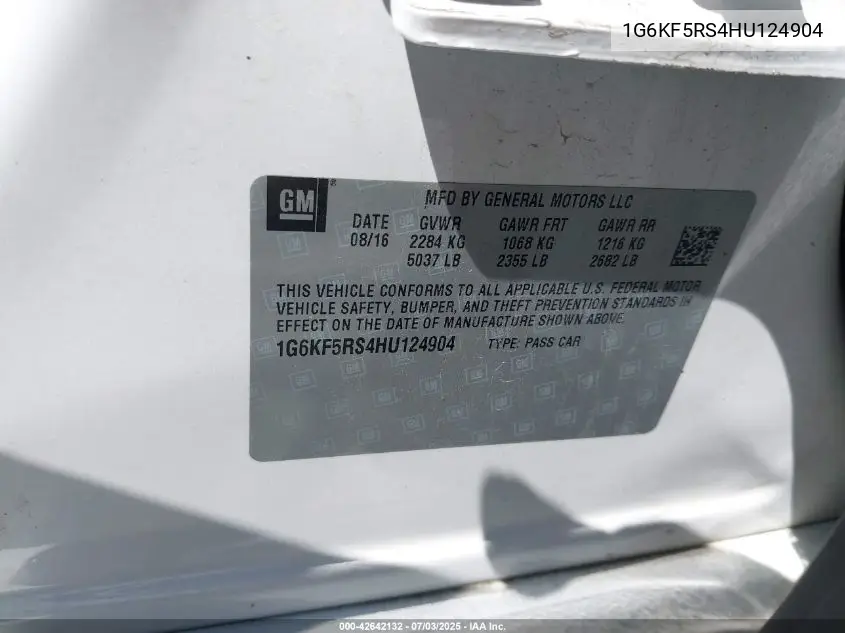 1G6KF5RS4HU124904
GM
MFD BY GENERAL MOTORS LLC
DATE GVWR GAWR FRT GAWR RR
08/16 2284 KG 1068 KG 1216 KG
5037 LB 2355 LB 2682 LB
THIS VEHICLE CONFORMS TO ALL APPLICABLE U.S. FEDERAL MOTOR
VEHICLE SAFETY, BUMPER, AND THEFT PREVENTION STANDARDS IN
EFFECT ON THE DATE OF MANUFACTURE SHOWN ABOVE.
1G6KF5RS4HU124904 TYPE: PASS CAR
000-42642132 - 07/03/2025 - IAA Inc.